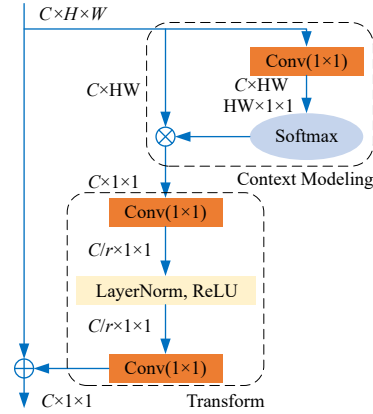 C×H×W
Conv(1×1)
C×HW
C×HW
HW×1×1
Softmax
Context Modeling
C×1×1
Conv(1×1)
C/r×1×1
LayerNorm, ReLU
C/r×1×1
Conv(1×1)
C×1×1
Transform